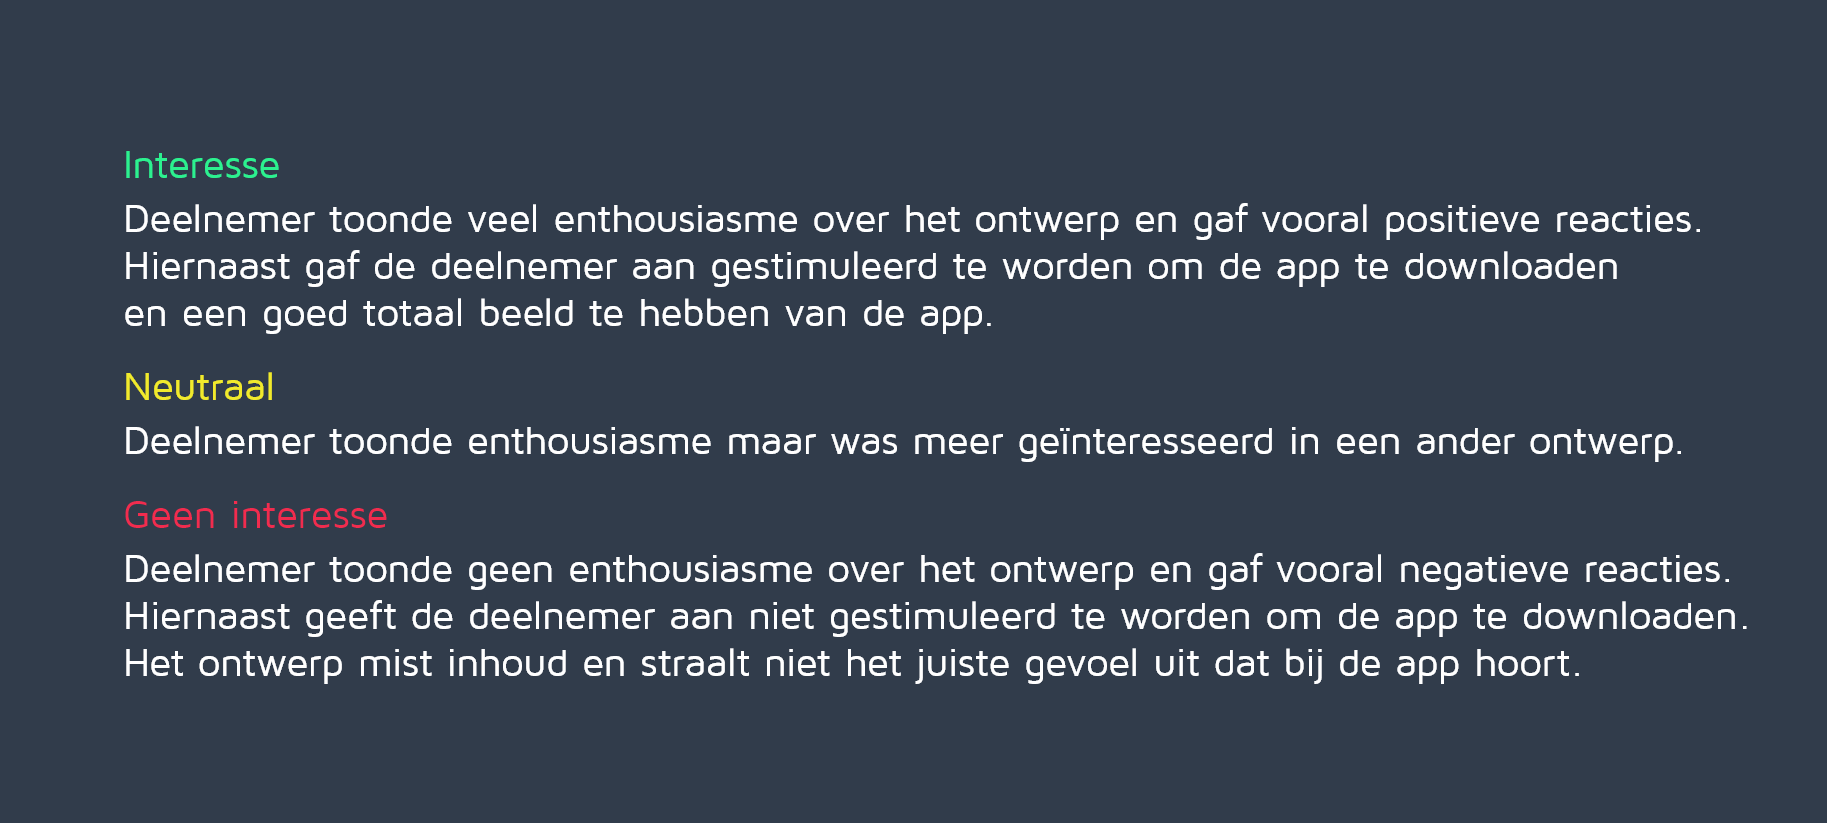 Interesse
Deelnemer toonde veel enthousiasme over het ontwerp en gaf vooral positieve reacties.
Hiernaast gaf de deelnemer aan gestimuleerd te worden om de app te downloaden
en een goed totaal beeld te hebben van de app.
Neutraal
Deelnemer toonde enthousiasme maar was meer geïnteresseerd in een ander ontwerp.
Geen interesse
Deelnemer toonde geen enthousiasme over het ontwerp en gaf vooral negatieve reacties.
Hiernaast geeft de deelnemer aan niet gestimuleerd te worden om de app te downloaden.
Het ontwerp mist inhoud en straalt niet het juiste gevoel uit dat bij de app hoort.